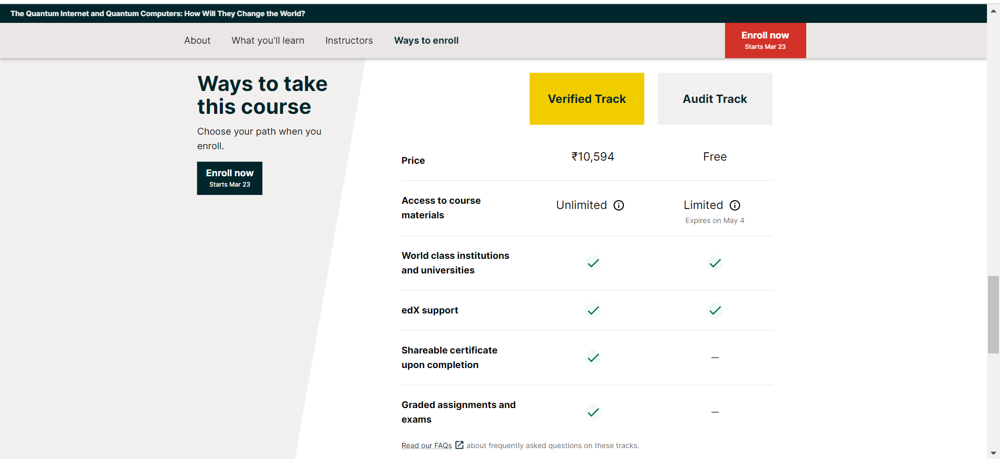 The Quantum Internet and Quantum Computers: How Will They Change the World?
About What you'll learn Instructors Ways to enroll
Enroll now
Starts Mar 23
Ways to take
this course
Choose your path when you
enroll.
Enroll now
Starts Mar 23
Verified Track Audit Track
Price ₹10,594 Free
Access to course
materials
Unlimited Limited
Expires on May 4
World class institutions
and universities
edX support
Shareable certificate
upon completion
Graded assignments and
exams
Read our FAQs about frequently asked questions on these tracks.